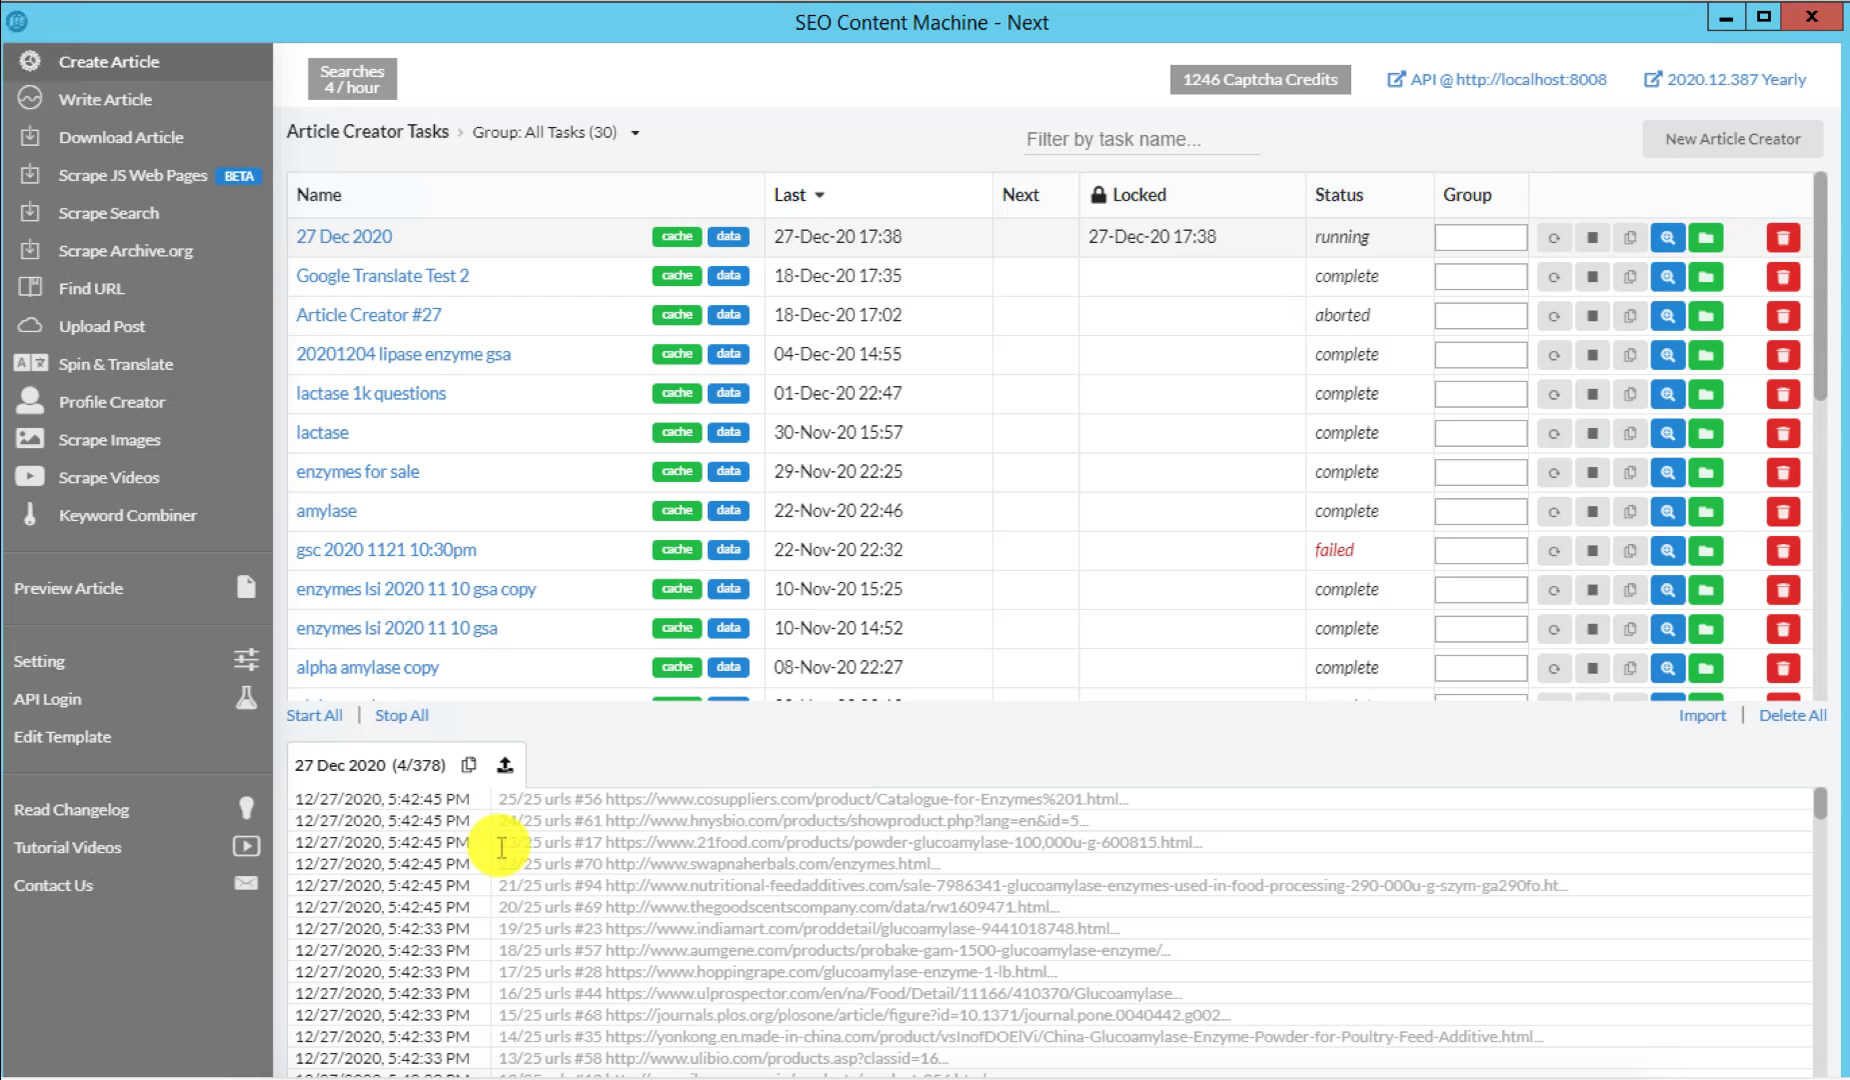 SEO Content Machine - Next
Create Article
Write Article
Download Article
Scrape JS Web Pages BETA
Scrape Search
Scrape Archive.org
Find URL
Upload Post
Spin & Translate
Profile Creator
Scrape Images
Scrape Videos
Keyword Combiner
Preview Article
Setting
API Login
Edit Template
Read Changelog
Tutorial Videos
Contact Us
Searches
4 / hour
1246 Captcha Credits API @ http://localhost:8008 2020.12.387 Yearly
Article Creator Tasks › Group: All Tasks (30) Filter by task name... New Article Creator
Name Last Next Locked Status Group
27 Dec 2020 cache data 27-Dec-20 17:38 27-Dec-20 17:38 running
Google Translate Test 2 cache data 18-Dec-20 17:35 complete
Article Creator #27 cache data 18-Dec-20 17:02 aborted
20201204 lipase enzyme gsa cache data 04-Dec-20 14:55 complete
lactase 1k questions cache data 01-Dec-20 22:47 complete
lactase cache data 30-Nov-20 15:57 complete
enzymes for sale cache data 29-Nov-20 22:25 complete
amylase cache data 22-Nov-20 22:46 complete
gsc 2020 1121 10:30pm cache data 22-Nov-20 22:32 failed
enzymes lsi 2020 11 10 gsa copy cache data 10-Nov-20 15:25 complete
enzymes lsi 2020 11 10 gsa cache data 10-Nov-20 14:52 complete
alpha amylase copy cache data 08-Nov-20 22:27 complete
Start All | Stop All Import | Delete All
27 Dec 2020 (4/378)
12/27/2020, 5:42:45 PM 25/25 urls #56 https://www.cosuppliers.com/product/Catalogue-for-Enzymes%201.html...
12/27/2020, 5:42:45 PM 24/25 urls #61 http://www.hnysbio.com/products/showproduct.php?lang=en&id=5...
12/27/2020, 5:42:45 PM 23/25 urls #17 https://www.21food.com/products/powder-glucoamylase-100,000u-g-600815.html...
12/27/2020, 5:42:45 PM 22/25 urls #70 https://www.swapnaherbals.com/enzymes.html...
12/27/2020, 5:42:45 PM 21/25 urls #94 http://www.nutritional-feedadditives.com/sale-7986341-glucoamylase-enzymes-used-in-food-processing-290-000u-g-szym-ga290fo.ht...
12/27/2020, 5:42:45 PM 20/25 urls #69 http://www.thegoodscentscompany.com/data/rw1609471.html...
12/27/2020, 5:42:33 PM 19/25 urls #23 https://www.indiamart.com/proddetail/glucoamylase-9441018748.html...
12/27/2020, 5:42:33 PM 18/25 urls #57 http://www.aumgene.com/products/probake-gam-1500-glucoamylase-enzyme/...
12/27/2020, 5:42:33 PM 17/25 urls #28 https://www.hoppingrape.com/glucoamylase-enzyme-1-lb.html...
12/27/2020, 5:42:33 PM 16/25 urls #44 https://www.ulprospector.com/en/na/Food/Detail/11166/410370/Glucoamylase...
12/27/2020, 5:42:33 PM 15/25 urls #68 https://journals.plos.org/plosone/article/figure?id=10.1371/journal.pone.0040442.g002...
12/27/2020, 5:42:33 PM 14/25 urls #35 https://yonkong.en.made-in-china.com/product/vsInofDOElVi/China-Glucoamylase-Enzyme-Powder-for-Poultry-Feed-Additive.html...
12/27/2020, 5:42:33 PM 13/25 urls #58 http://www.ulibio.com/products.asp?classid=16...